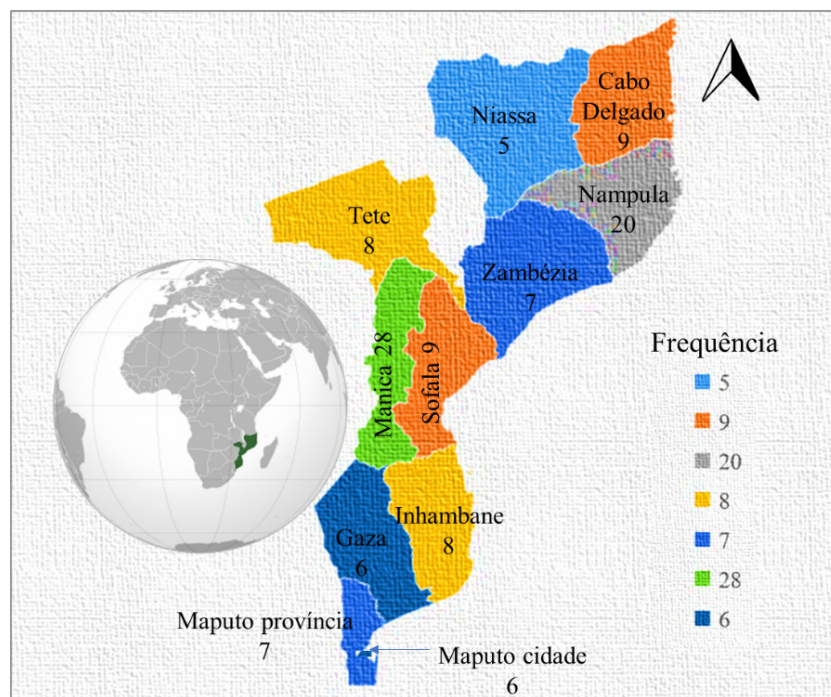 Cabo
Delgado
9
Niassa
5
Nampula
20
Tete
8
Zambézia
7
Manica 28
Sofala 9
Inhambane
8
Gaza
6
Maputo província
7
Maputo cidade
6
Frequência
5
9
20
8
7
28
6